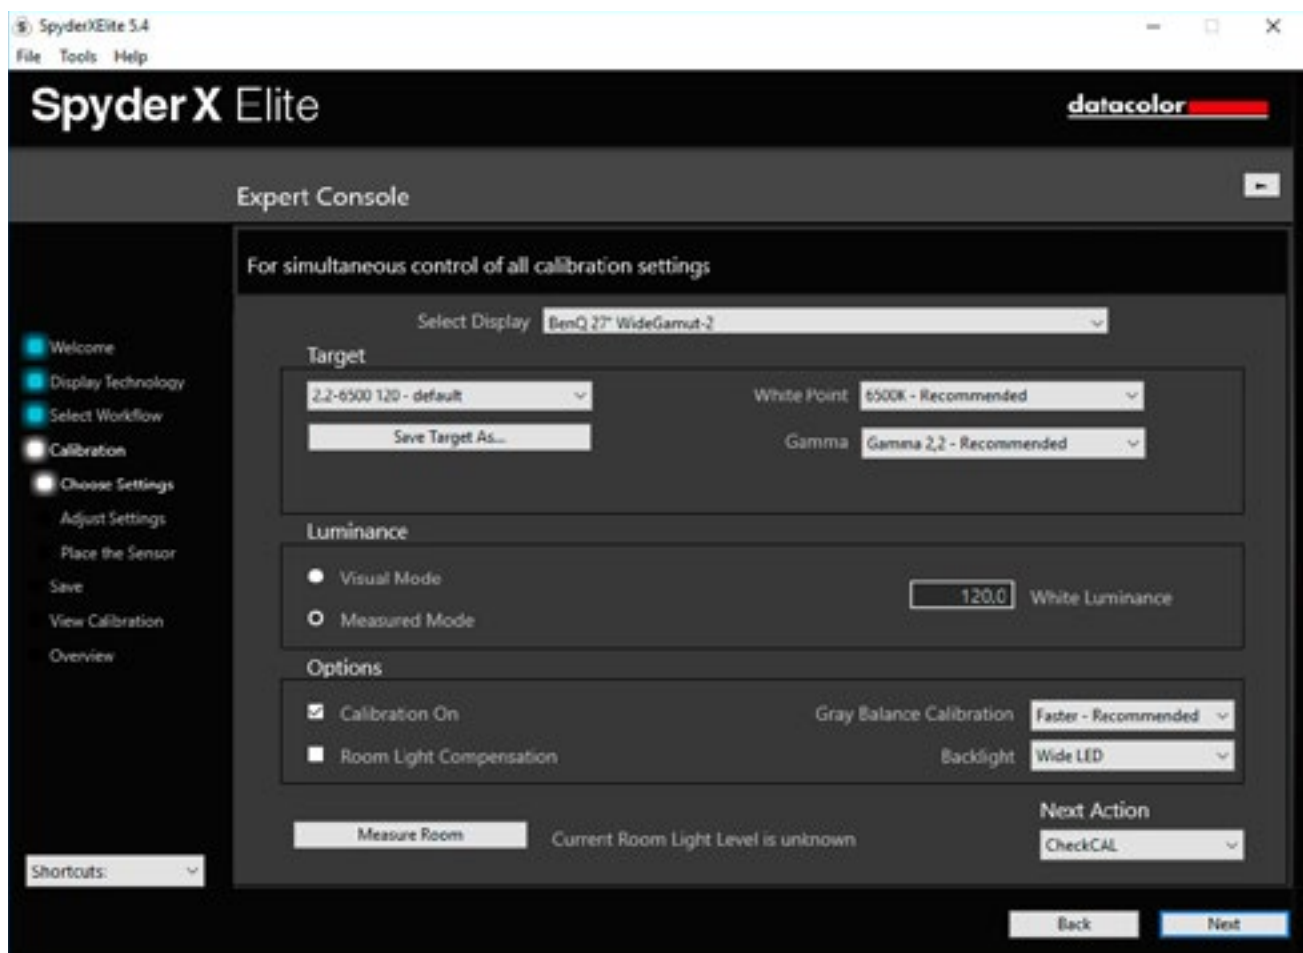 SpyderXElite 5.4
File Tools Help
SpyderX Elite
datacolor
Expert Console
For simultaneous control of all calibration settings
Select Display BenQ 27" WideGamut-2
Welcome
Display Technology
Select Workflow
Calibration
Choose Settings
Adjust Settings
Place the Sensor
Save
View Calibration
Overview
Shortcuts:
Target
2.2-6500 120 - default
Save Target As...
White Point 6500K - Recommended
Gamma Gamma 2,2 - Recommended
Luminance
Visual Mode
Measured Mode
120,0 White Luminance
Options
Calibration On
Room Light Compensation
Gray Balance Calibration Faster - Recommended
Backlight Wide LED
Measure Room Current Room Light Level is unknown
Next Action
CheckCAL
Back Next